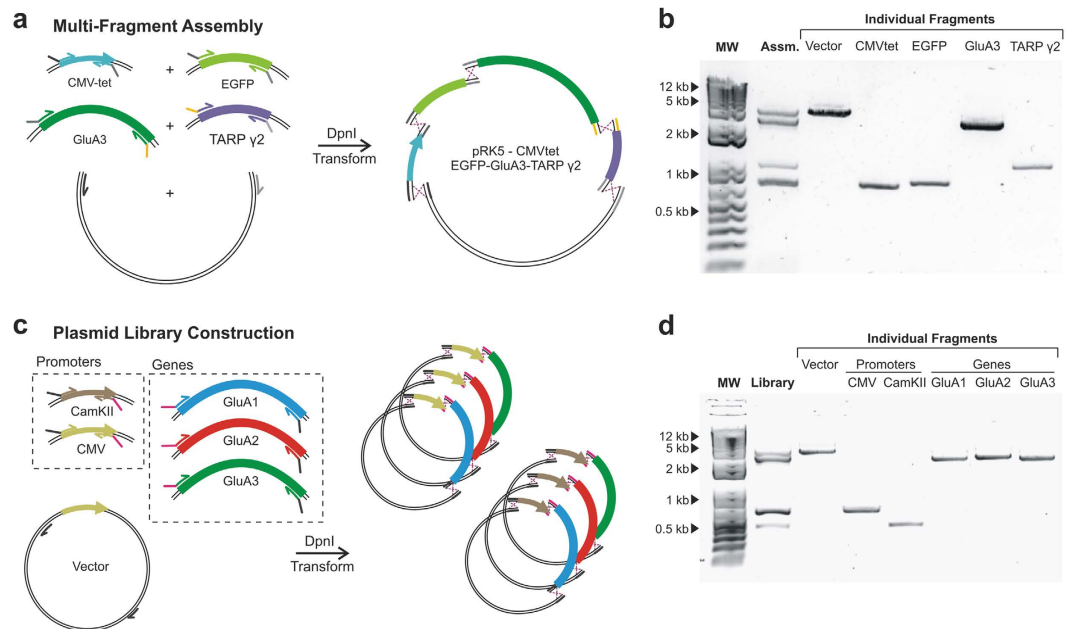 a
Multi-Fragment Assembly
CMV-tet
+
EGFP
GluA3
+
TARP γ2
+
DpnI
Transform
pRK5 - CMVtet
EGFP-GluA3-TARP γ2
b
Individual Fragments
MW
Assm.
Vector
CMVtet
EGFP
GluA3
TARP γ2
12 kb
5 kb
2 kb
1 kb
0.5 kb
c
Plasmid Library Construction
Promoters
Genes
CamKII
CMV
GluA1
GluA2
GluA3
Vector
DpnI
Transform
d
Individual Fragments
Vector
Promoters
Genes
MW
Library
CMV
CamKII
GluA1
GluA2
GluA3
12 kb
5 kb
2 kb
1 kb
0.5 kb